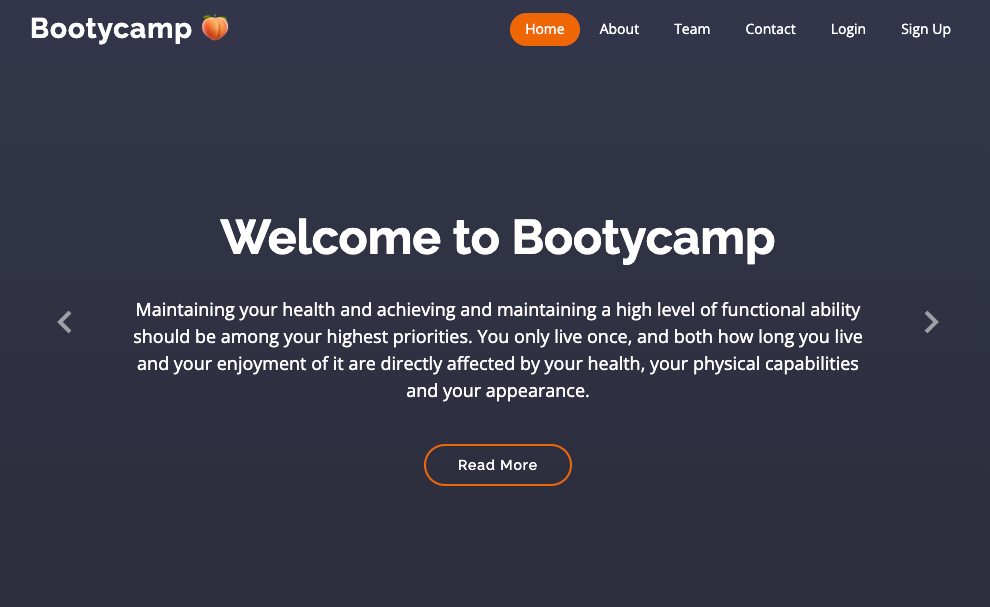 Bootycamp 🍑
Home About Team Contact Login Sign Up
Welcome to Bootycamp
Maintaining your health and achieving and maintaining a high level of functional ability
should be among your highest priorities. You only live once, and both how long you live
and your enjoyment of it are directly affected by your health, your physical capabilities
and your appearance.
Read More